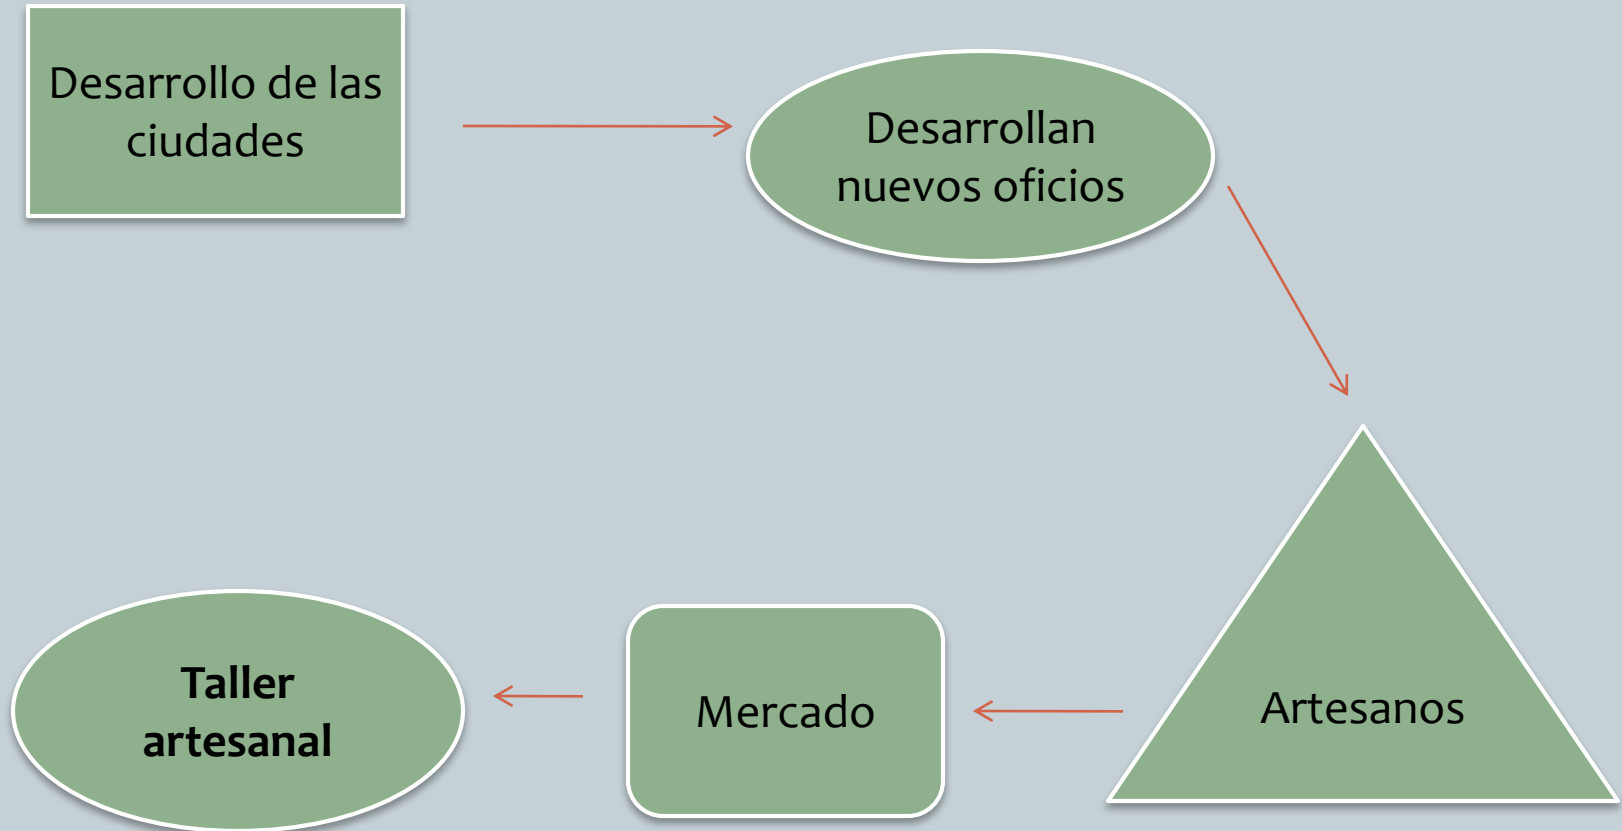 Desarrollo de las
ciudades
Desarrollan
nuevos oficios
Artesanos
Mercado
Taller
artesanal